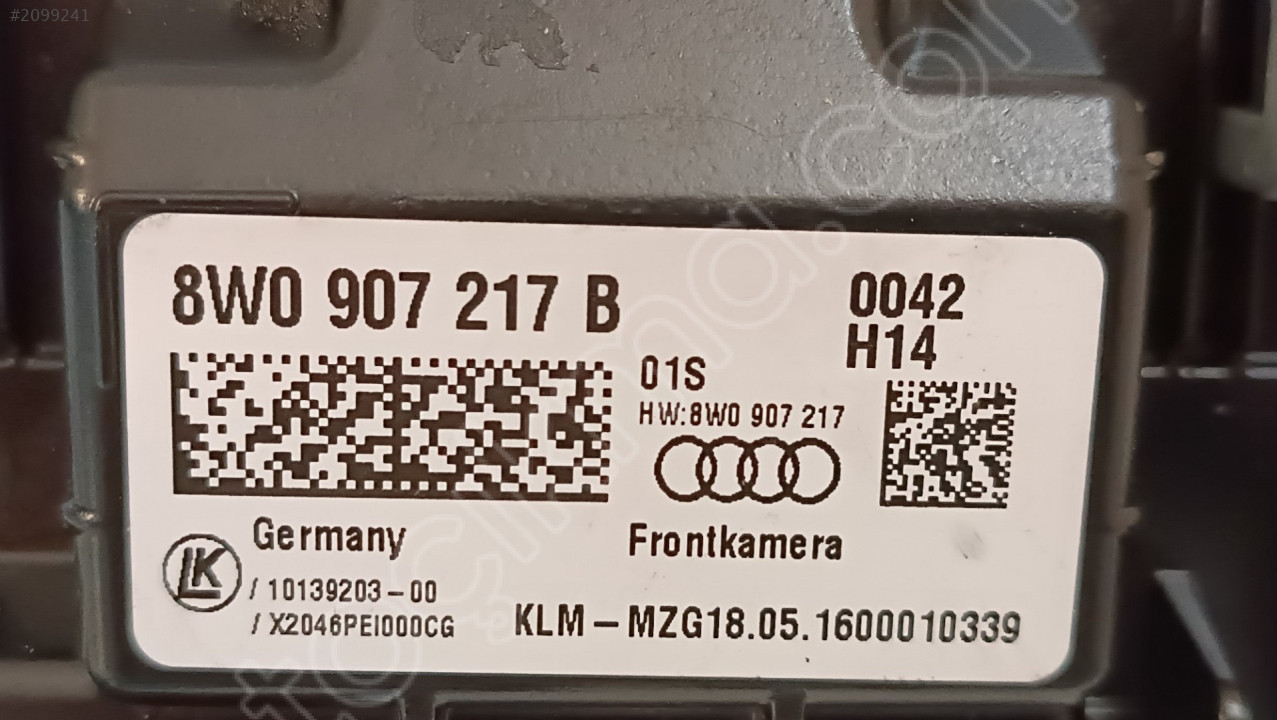 #2099241
8W0 907 217 B
0042
H14
01S
HW:8W0 907 217
Germany
Frontkamera
LK
/ 10139203-00
/ X2046PEI000CG
KLM-MZG18.05.1600010339